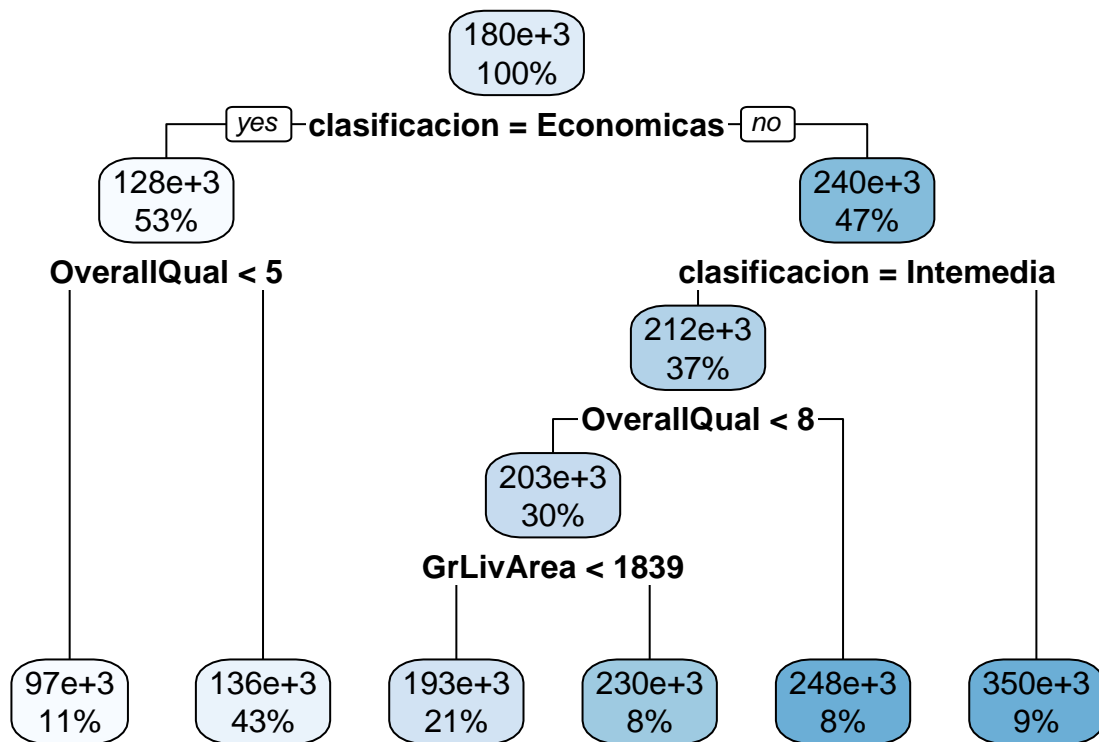 180e+3
100%
yes clasificacion = Economicas no
128e+3
53%
240e+3
47%
OverallQual < 5
clasificacion = Intemedia
212e+3
37%
OverallQual < 8
203e+3
30%
GrLivArea < 1839
97e+3
11%
136e+3
43%
193e+3
21%
230e+3
8%
248e+3
8%
350e+3
9%